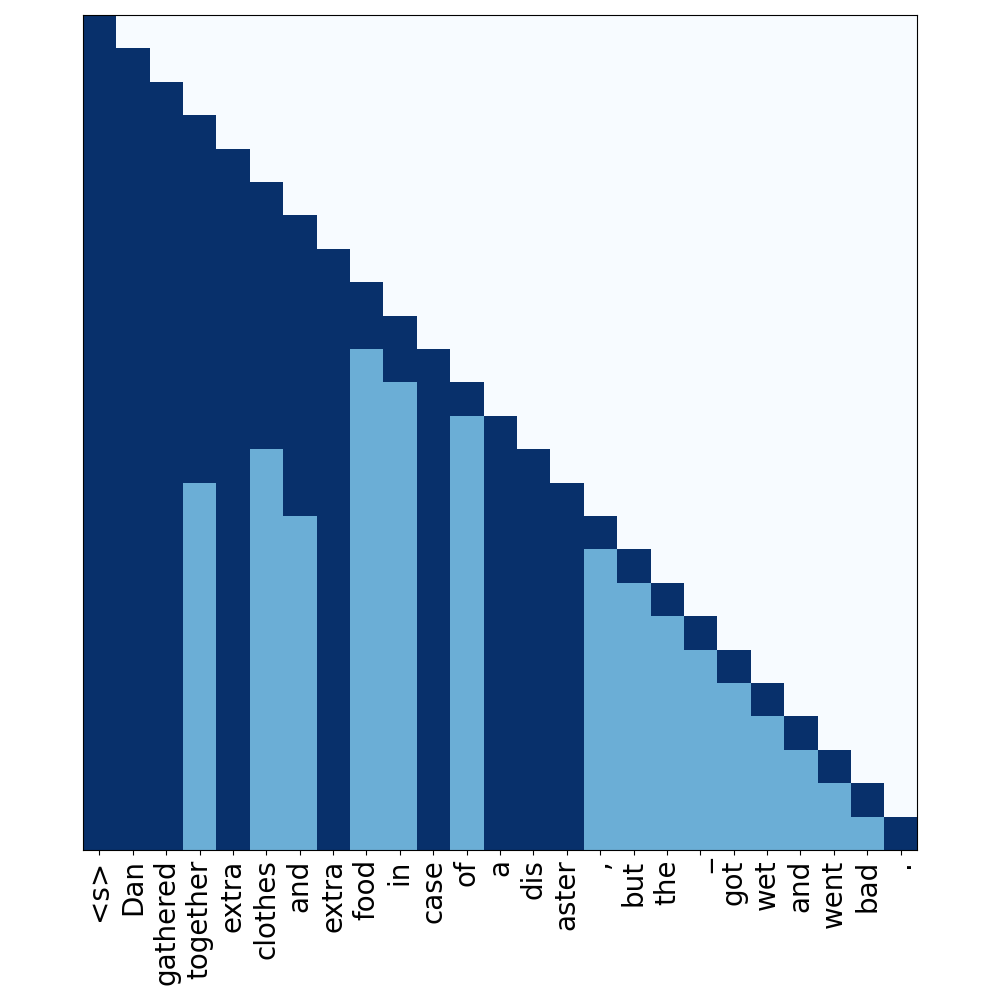 <s>
Dan
gathered
together
extra
clothes
and
extra
food
in
case
of
a
dis
aster
,
but
the
_
got
wet
and
went
bad
.